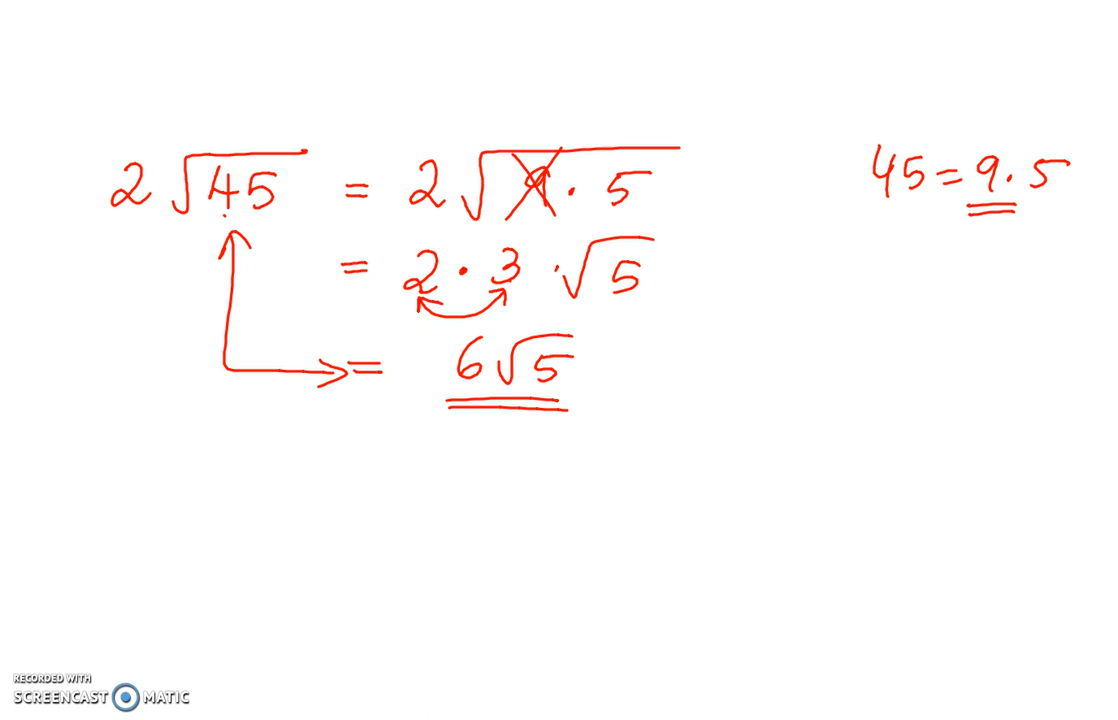 2√45 = 2√9 · 5
45 = 9 . 5
= 2 · 3 · √5
= 6√5
RECORDED WITH
SCREENCAST MATIC